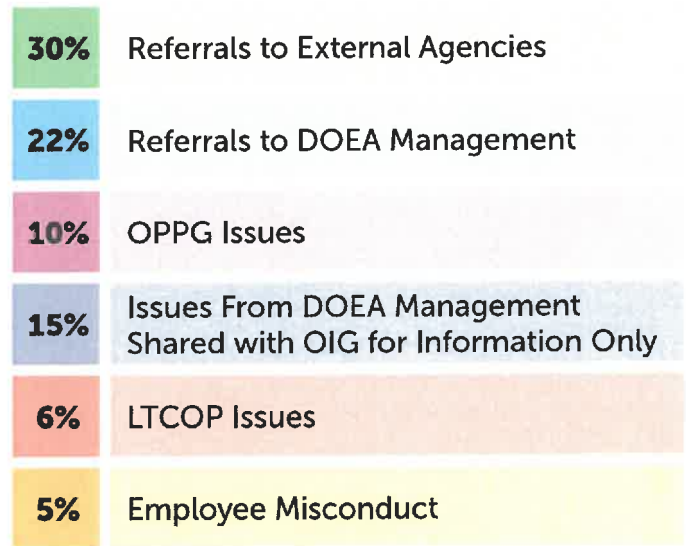 30% Referrals to External Agencies
22% Referrals to DOEA Management
10% OPPG Issues
15% Issues From DOEA Management
Shared with OIG for Information Only
6% LTCOP Issues
5% Employee Misconduct